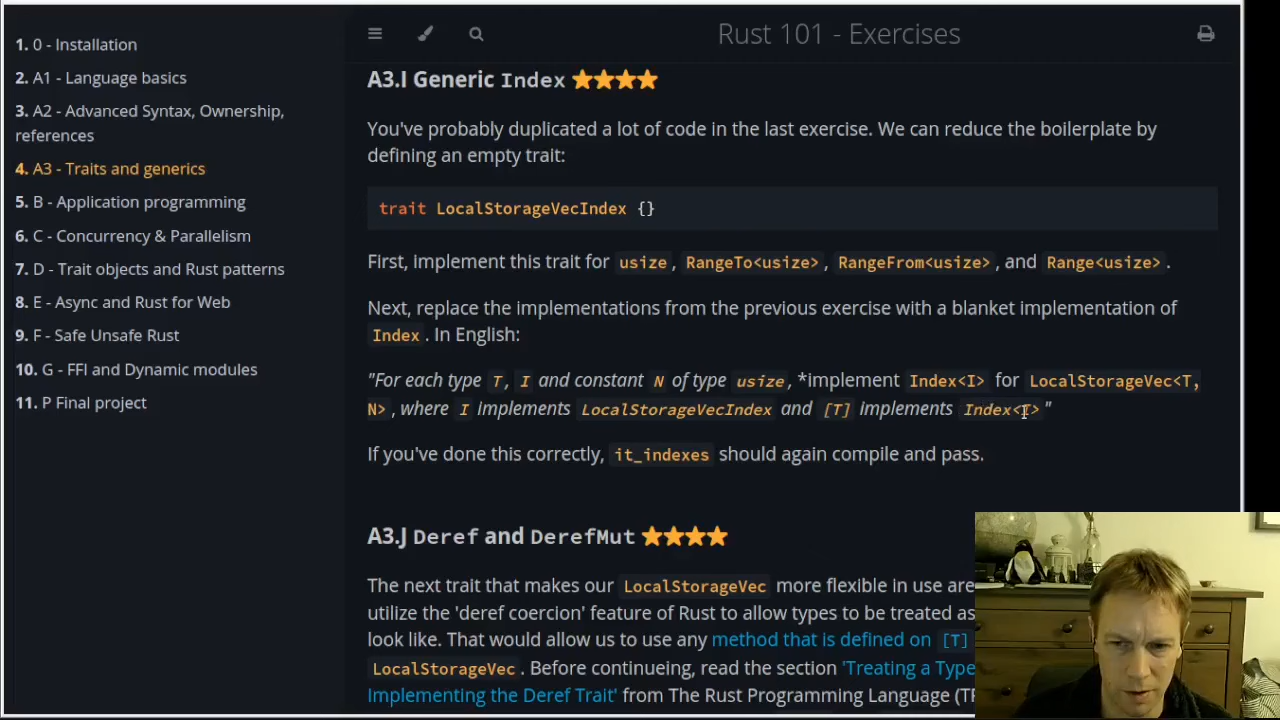 1. 0 - Installation
2. A1 - Language basics
3. A2 - Advanced Syntax, Ownership,
references
4. A3 - Traits and generics
5. B - Application programming
6. C - Concurrency & Parallelism
7. D - Trait objects and Rust patterns
8. E - Async and Rust for Web
9. F - Safe Unsafe Rust
10. G - FFI and Dynamic modules
11. P Final project
Rust 101 - Exercises
A3.I Generic Index ⭐⭐⭐⭐
You've probably duplicated a lot of code in the last exercise. We can reduce the boilerplate by
defining an empty trait:
trait LocalStorageVecIndex {}
First, implement this trait for usize, RangeTo<usize>, RangeFrom<usize>, and Range<usize>.
Next, replace the implementations from the previous exercise with a blanket implementation of
Index. In English:
"For each type T, I and constant N of type usize, *implement Index<I> for LocalStorageVec<T,
N>, where I implements LocalStorageVecIndex and [T] implements Index<I>"
If you've done this correctly, it_indexes should again compile and pass.
A3.J Deref and DerefMut ⭐⭐⭐⭐
The next trait that makes our LocalStorageVec more flexible in use are
utilize the 'deref coercion' feature of Rust to allow types to be treated as
look like. That would allow us to use any method that is defined on [T]
LocalStorageVec. Before continueing, read the section 'Treating a Type
Implementing the Deref Trait' from The Rust Programming Language (TF